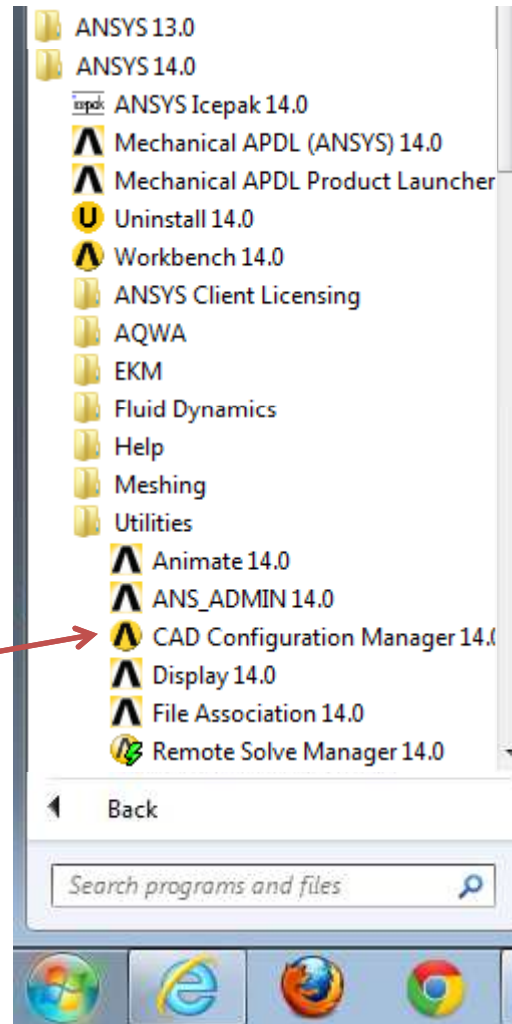 ANSYS 13.0
ANSYS 14.0
ANSYS Icepak 14.0
Mechanical APDL (ANSYS) 14.0
Mechanical APDL Product Launcher
Uninstall 14.0
Workbench 14.0
ANSYS Client Licensing
AQWA
EKM
Fluid Dynamics
Help
Meshing
Utilities
Animate 14.0
ANS_ADMIN 14.0
CAD Configuration Manager 14.0
Display 14.0
File Association 14.0
Remote Solve Manager 14.0
Back
Search programs and files